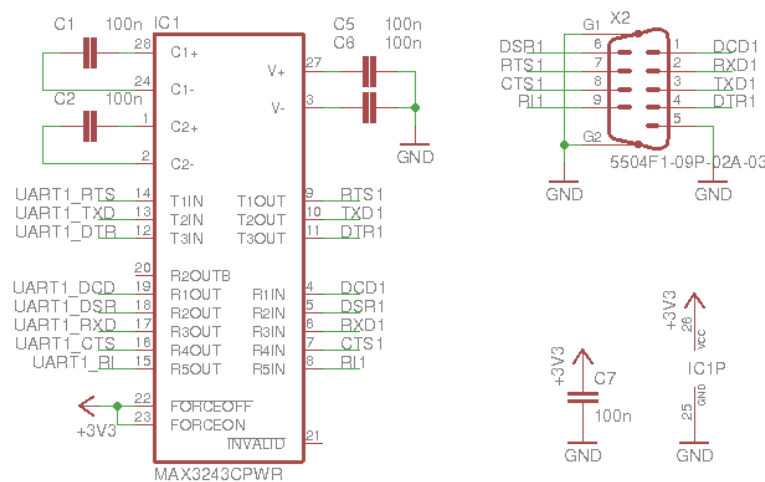 C1 100n
IC1
C5 100n
C6 100n
G1 X2
28 C1+
24 C1-
C2 100n
1 C2+
2 C2-
V+ 27
V- 3
GND
DSR1 6 1 DCD1
RTS1 7 2 RXD1
CTS1 8 3 TXD1
RI1 9 4 DTR1
5
G2
5504F1-09P-02A-03
GND GND
UART1_RTS 14 T1IN T1OUT 9 RTS1
UART1_TXD 13 T2IN T2OUT 10 TXD1
UART1_DTR 12 T3IN T3OUT 11 DTR1
20 R2OUTB
UART1_DCD 19 R1OUT R1IN 4 DCD1
UART1_DSR 18 R2OUT R2IN 5 DSR1
UART1_RXD 17 R3OUT R3IN 6 RXD1
UART1_CTS 16 R4OUT R4IN 7 CTS1
UART1_RI 15 R5OUT R5IN 8 RI1
22 FORCEOFF
23 FORCEON
+3V3
INVALID 21
MAX3243CPWR
+3V3
C7
100n
GND
+3V3
26 VCC
IC1P
25 GND
GND